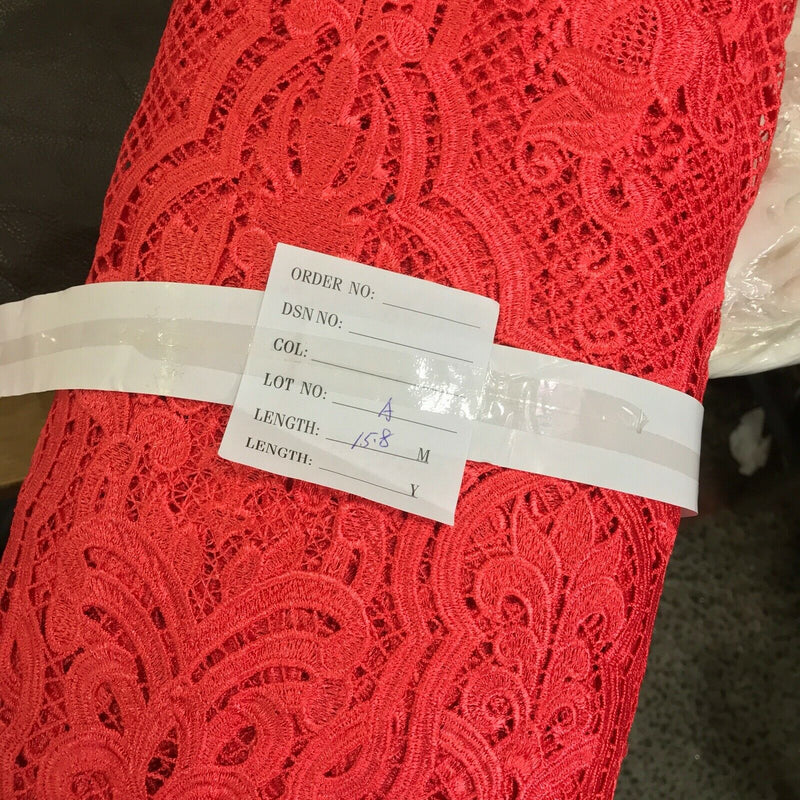 ORDER NO:
DSN NO:
COL:
LOT NO: A
LENGTH: 15.8 M
LENGTH: Y